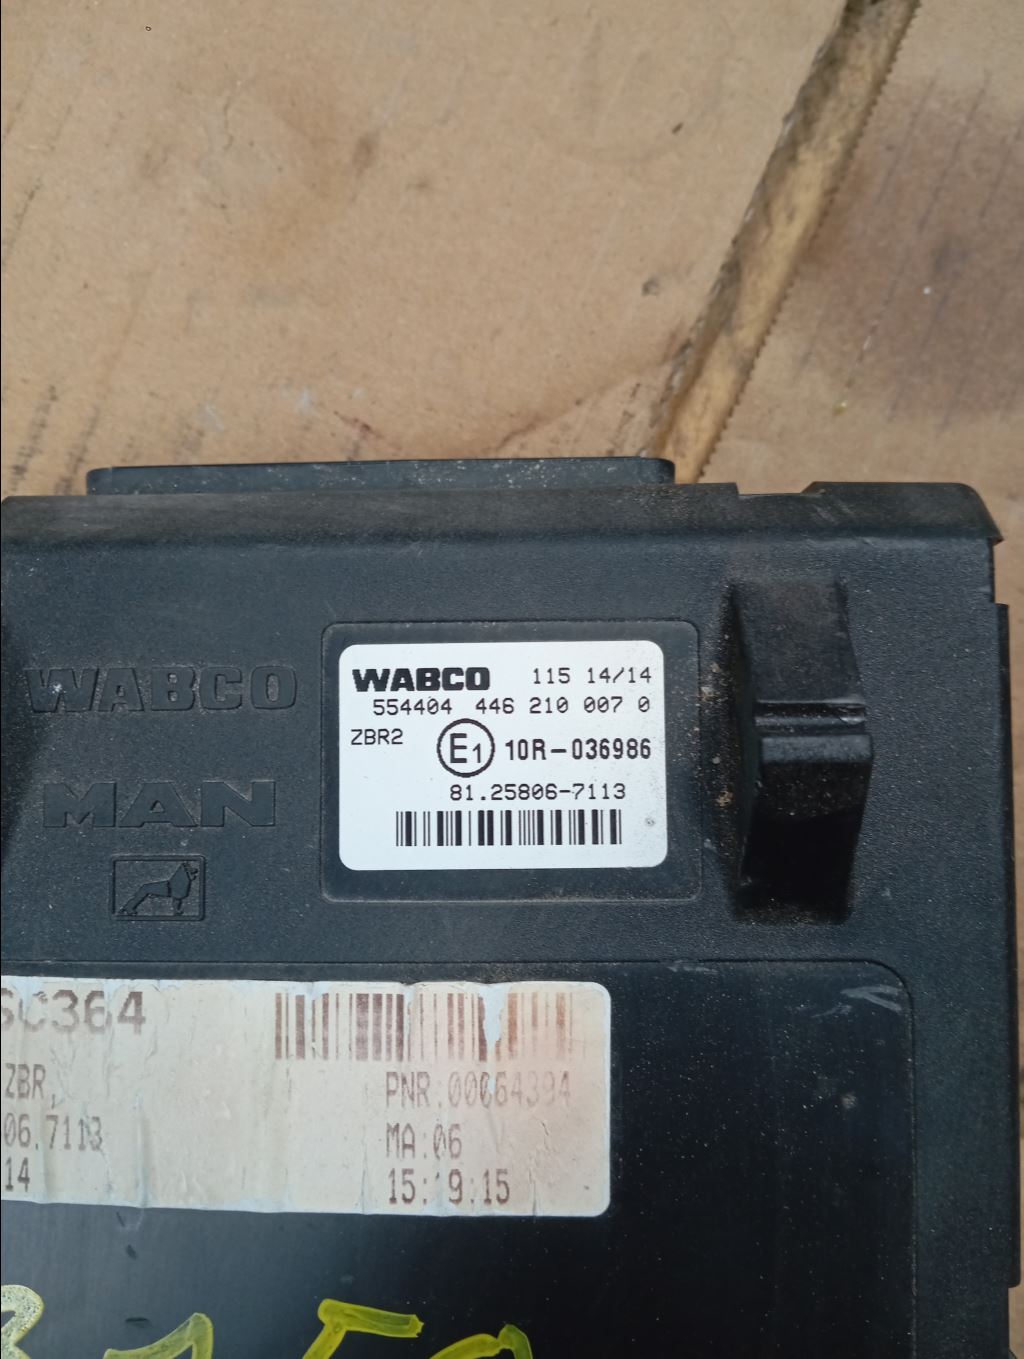 WABCO 115 14/14
554404 446 210 007 0
ZBR2 E1 10R-036986
81.25806-7113
WABCO
MAN
SC364
ZBR,
PNR:00064394
06.7113
MA:06
14
15:19:15